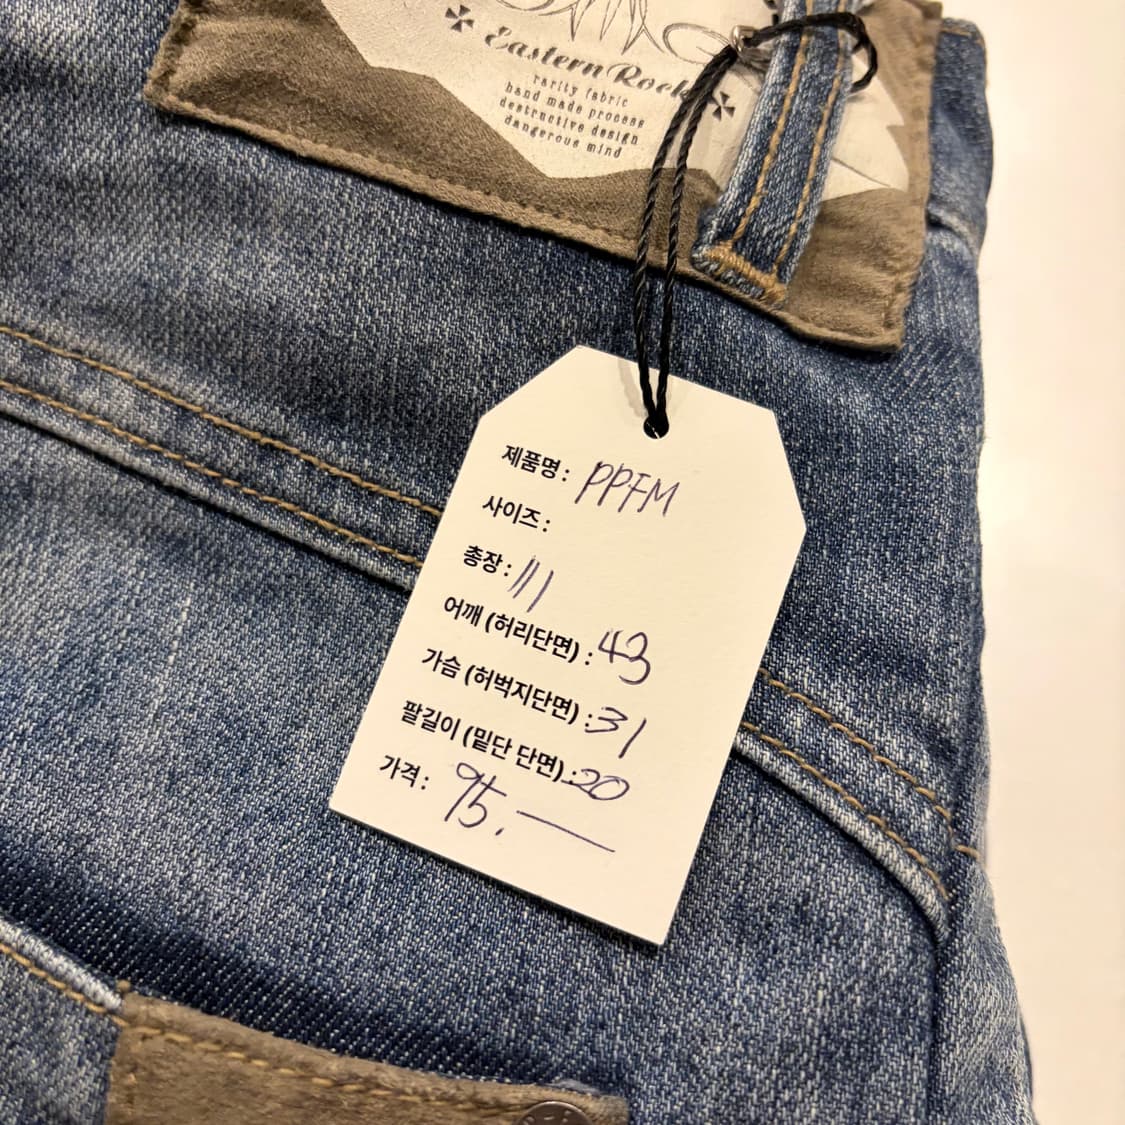 Eastern Rock
rarity fabric
hand made process
destructive design
dangerous mind
제품명: PPFM
사이즈:
총장: 111
어깨 (허리단면) : 43
가슴 (허벅지단면) : 31
팔길이 (밑단 단면) : 20
가격: 95.—